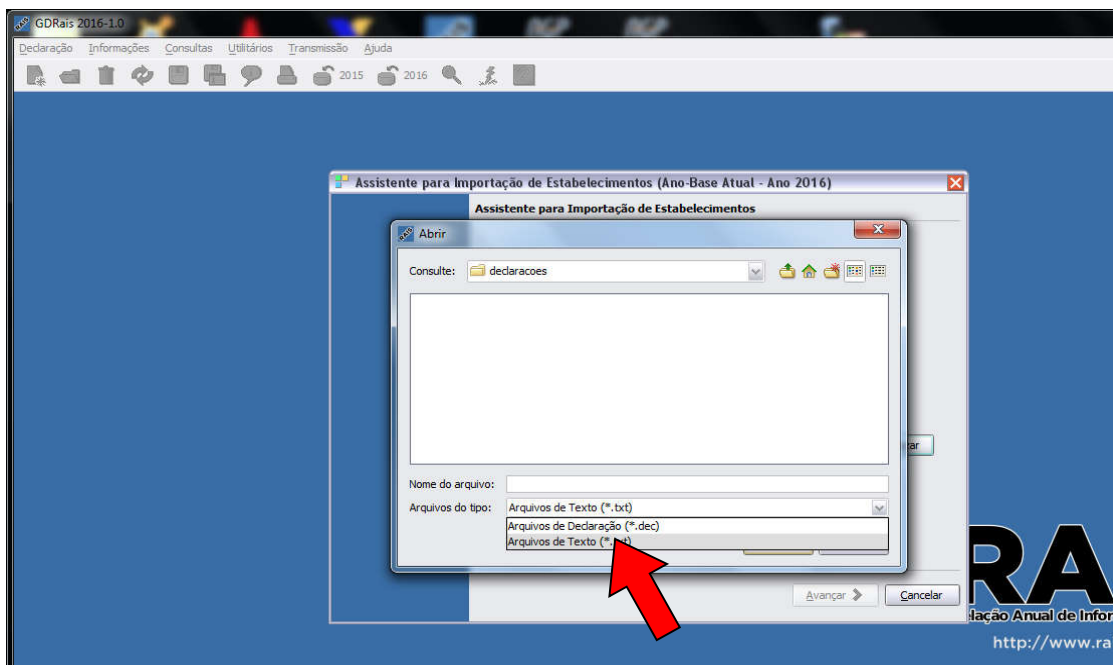 GDRais 2016-1.0
Declaração Informações Consultas Utilitários Transmissão Ajuda
2015 2016
Assistente para Importação de Estabelecimentos (Ano-Base Atual - Ano 2016)
Assistente para Importação de Estabelecimentos
Abrir
Consulte: declaracoes
Nome do arquivo:
Arquivos do tipo: Arquivos de Texto (*.txt)
Arquivos de Declaração (*.dec)
Arquivos de Texto (*.txt)
Avançar Cancelar
RA
Anual de Infor
http://www.ra